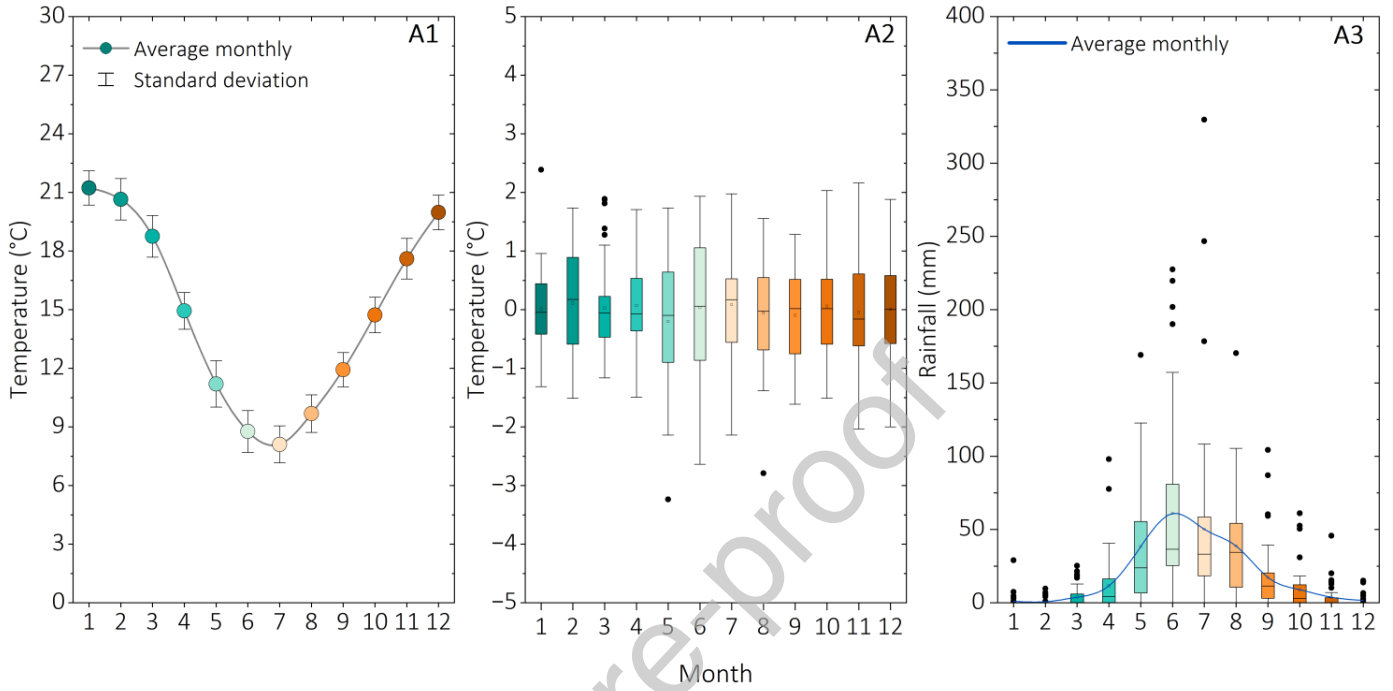 A1
Average monthly
Standard deviation
Temperature (°C)
30
27
24
21
18
15
12
9
6
3
0
1 2 3 4 5 6 7 8 9 10 11 12
A2
Temperature (°C)
5
4
3
2
1
0
−1
−2
−3
−4
−5
1 2 3 4 5 6 7 8 9 10 11 12
Month
A3
Average monthly
Rainfall (mm)
400
350
300
250
200
150
100
50
0
1 2 3 4 5 6 7 8 9 10 11 12
re-proof